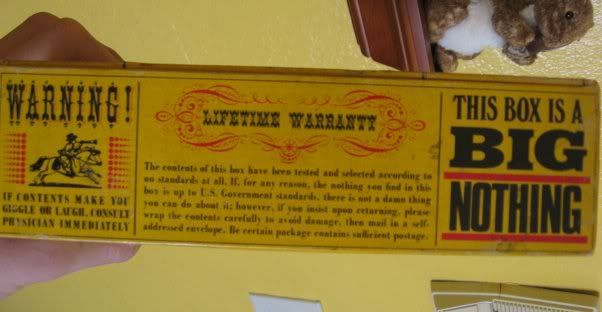 WARNING!
IF CONTENTS MAKE YOU
GIGGLE OR LAUGH, CONSULT
PHYSICIAN IMMEDIATELY
LIFETIME WARRANTY
The contents of this box have been tested and selected according to
no standards at all. If, for any reason, the nothing you find in this
box is up to U.S. Government standards, there is not a damn thing
you can do about it; however, if you insist upon returning, please
wrap the contents carefully to avoid damage, then mail in a self-
addressed envelope. Be certain package contains sufficient postage.
THIS BOX IS A
BIG
NOTHING